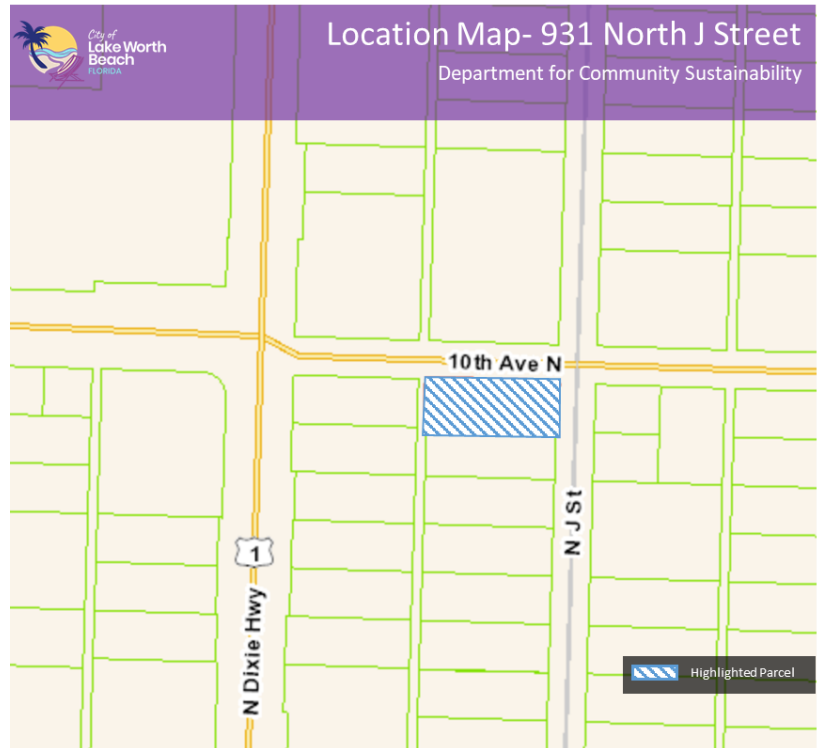 City of
Lake Worth
Beach
FLORIDA
Location Map- 931 North J Street
Department for Community Sustainability
10th Ave N
N J St
1
N Dixie Hwy
Highlighted Parcel